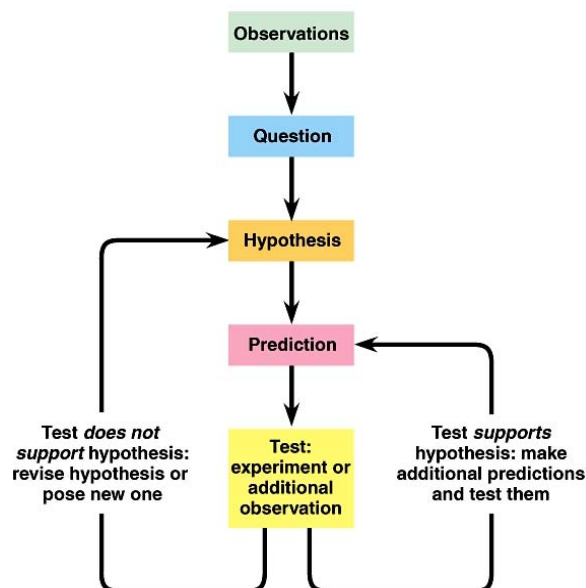 Observations
Question
Hypothesis
Prediction
Test does not
support hypothesis:
revise hypothesis or
pose new one
Test:
experiment or
additional
observation
Test supports
hypothesis: make
additional predictions
and test them